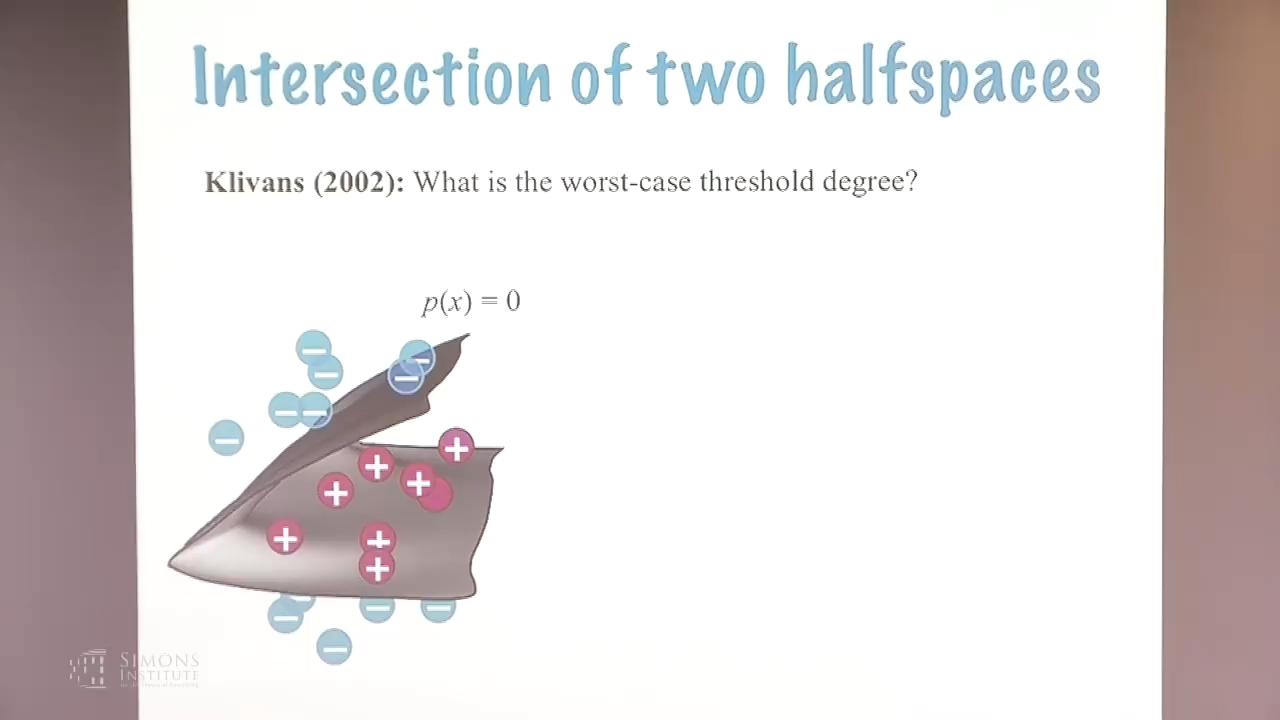 Intersection of two halfspaces
Klivans (2002): What is the worst-case threshold degree?
p(x) = 0
SIMONS
INSTITUTE